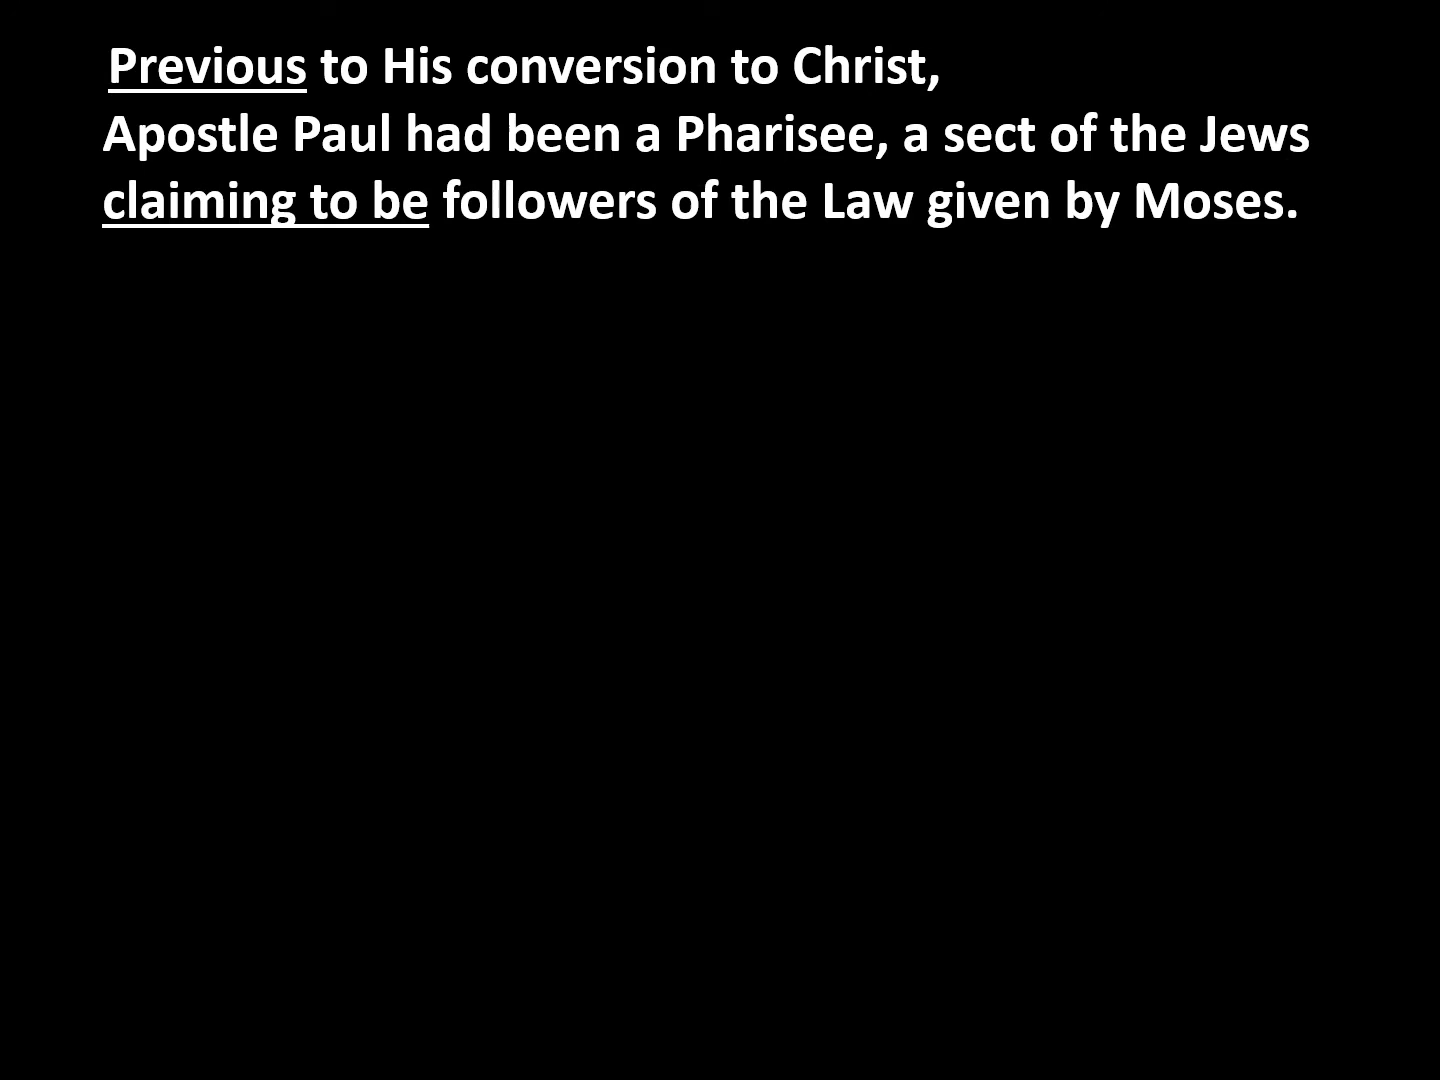 Previous to His conversion to Christ,
Apostle Paul had been a Pharisee, a sect of the Jews
claiming to be followers of the Law given by Moses.